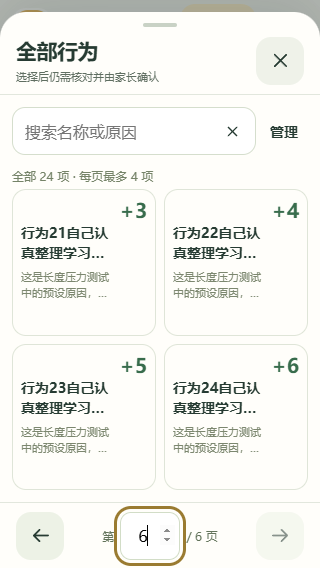 全部行为
选择后仍需核对并由家长确认
搜索名称或原因
管理
全部 24 项 · 每页最多 4 项
+3
行为21自己认
真整理学习...
这是长度压力测试
中的预设原因，...
+4
行为22自己认
真整理学习...
这是长度压力测试
中的预设原因，...
+5
行为23自己认
真整理学习...
这是长度压力测试
中的预设原因，...
+6
行为24自己认
真整理学习...
这是长度压力测试
中的预设原因，...
第 6 / 6 页